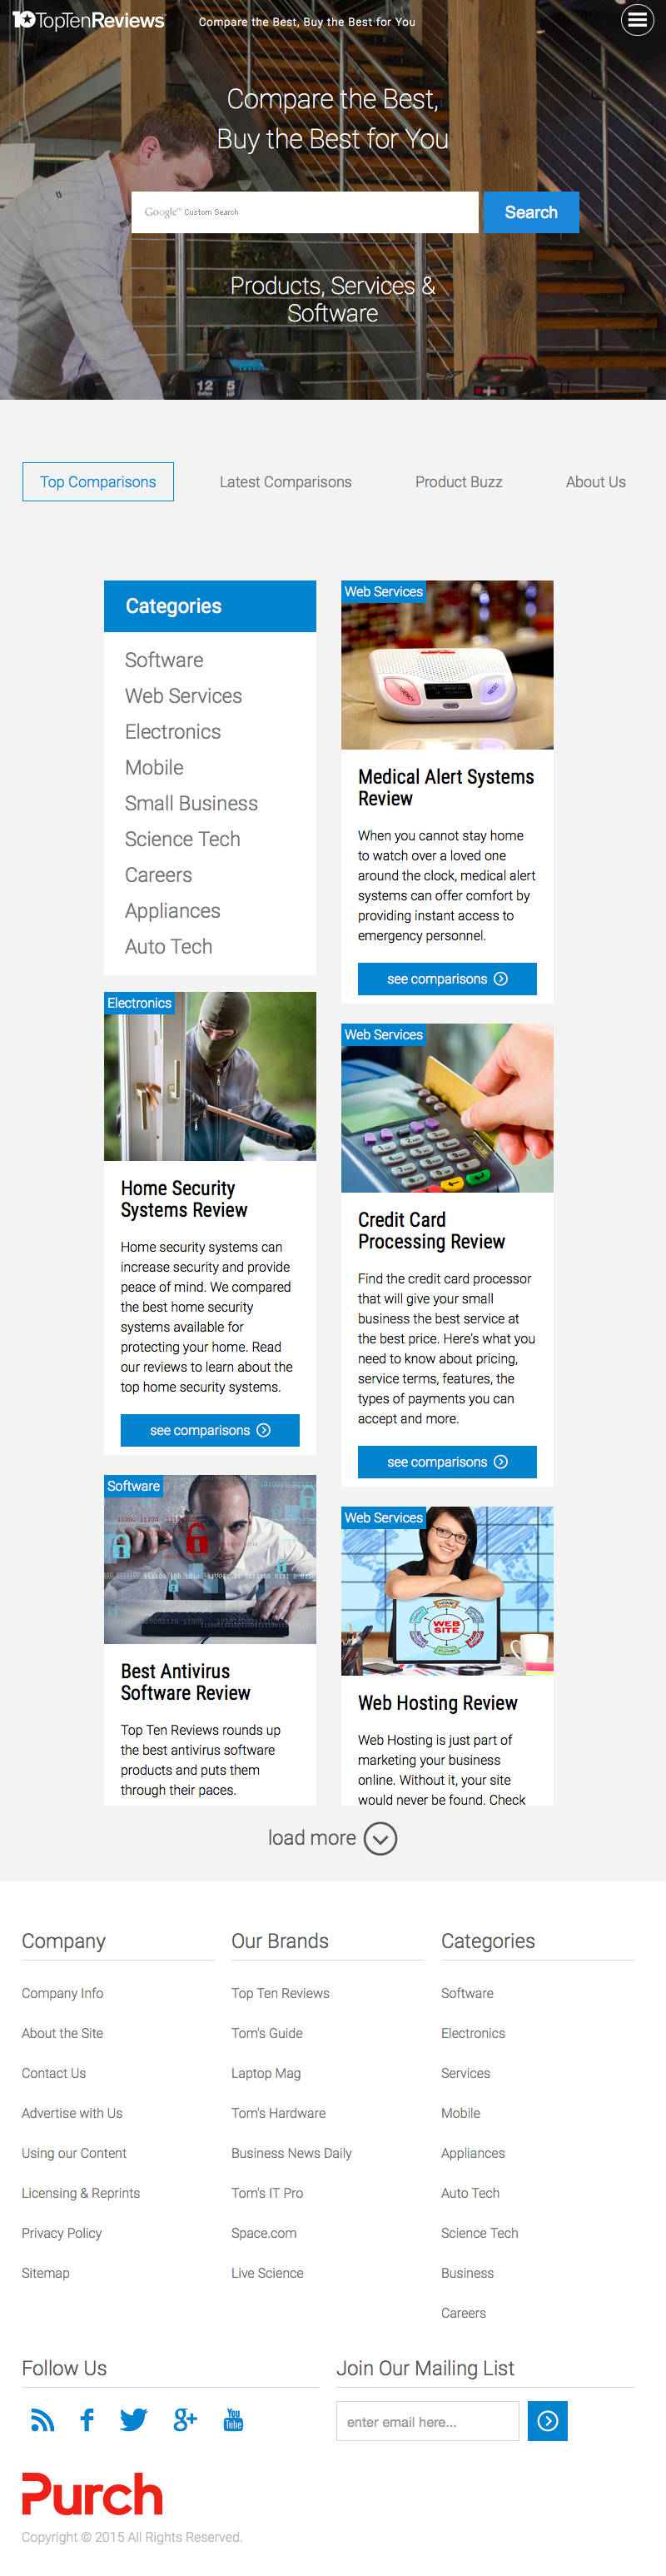 TopTenReviews
Compare the Best, Buy the Best for You
Compare the Best,
Buy the Best for You
Google™ Custom Search
Search
Products, Services &
Software
12 5
Top Comparisons
Latest Comparisons
Product Buzz
About Us
Categories
Software
Web Services
Electronics
Mobile
Small Business
Science Tech
Careers
Appliances
Auto Tech
Web Services
EMERGENCY
RESET
Medical Alert Systems
Review
When you cannot stay home
to watch over a loved one
around the clock, medical alert
systems can offer comfort by
providing instant access to
emergency personnel.
see comparisons
Electronics
Home Security
Systems Review
Home security systems can
increase security and provide
peace of mind. We compared
the best home security
systems available for
protecting your home. Read
our reviews to learn about the
top home security systems.
see comparisons
Web Services
Credit Card
Processing Review
Find the credit card processor
that will give your small
business the best service at
the best price. Here's what you
need to know about pricing,
service terms, features, the
types of payments you can
accept and more.
see comparisons
Software
Best Antivirus
Software Review
Top Ten Reviews rounds up
the best antivirus software
products and puts them
through their paces.
Web Services
WEB
SITE
Web Hosting Review
Web Hosting is just part of
marketing your business
online. Without it, your site
would never be found. Check
load more
Company
Company Info
About the Site
Contact Us
Advertise with Us
Using our Content
Licensing & Reprints
Privacy Policy
Sitemap
Our Brands
Top Ten Reviews
Tom's Guide
Laptop Mag
Tom's Hardware
Business News Daily
Tom's IT Pro
Space.com
Live Science
Categories
Software
Electronics
Services
Mobile
Appliances
Auto Tech
Science Tech
Business
Careers
Follow Us
You
Tube
Join Our Mailing List
enter email here...
Purch
Copyright © 2015 All Rights Reserved.